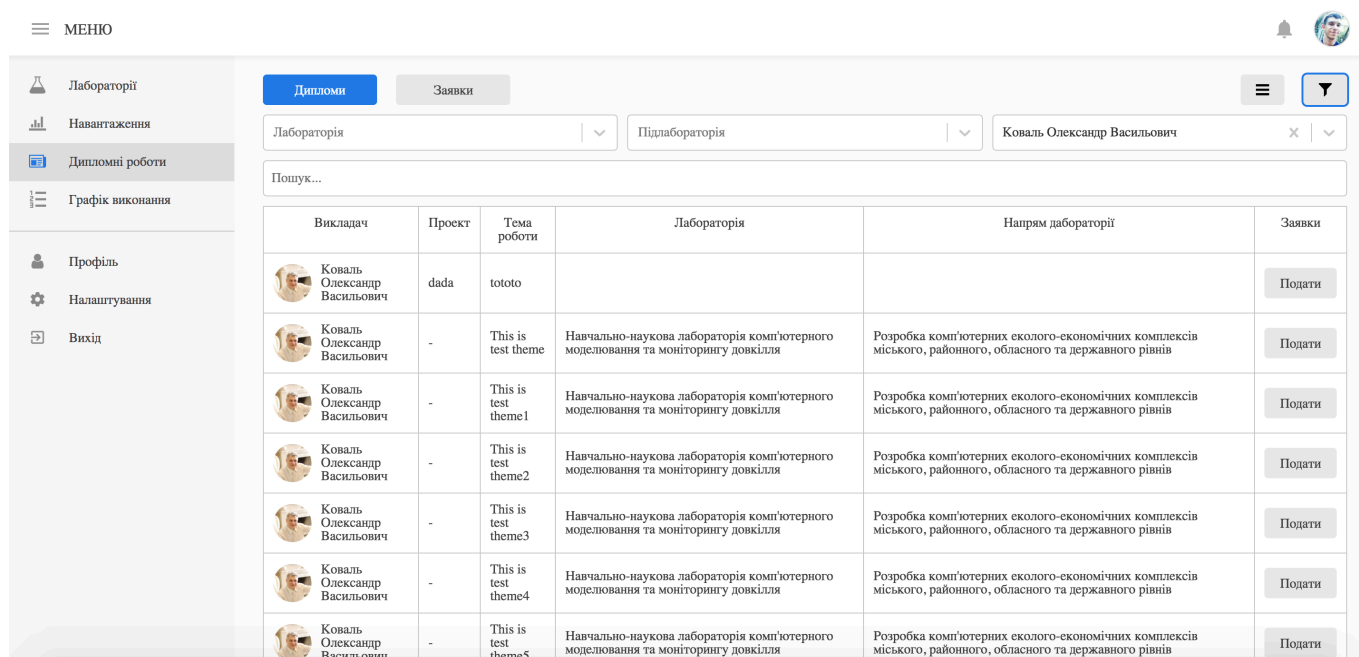 МЕНЮ
Лабораторії
Навантаження
Дипломні роботи
Графік виконання
Профіль
Налаштування
Вихід
Дипломи
Заявки
Лабораторія
Підлабораторія
Коваль Олександр Васильович
Пошук...
Викладач
Проект
Тема
роботи
Лабораторія
Напрям дабораторії
Заявки
Коваль
Олександр
Васильович
dada
tototo
Подати
Коваль
Олександр
Васильович
-
This is
test theme
Навчально-наукова лабораторія комп'ютерного
моделювання та моніторингу довкілля
Розробка комп'ютерних еколого-економічних комплексів
міського, районного, обласного та державного рівнів
Подати
Коваль
Олександр
Васильович
-
This is
test
theme1
Навчально-наукова лабораторія комп'ютерного
моделювання та моніторингу довкілля
Розробка комп'ютерних еколого-економічних комплексів
міського, районного, обласного та державного рівнів
Подати
Коваль
Олександр
Васильович
-
This is
test
theme2
Навчально-наукова лабораторія комп'ютерного
моделювання та моніторингу довкілля
Розробка комп'ютерних еколого-економічних комплексів
міського, районного, обласного та державного рівнів
Подати
Коваль
Олександр
Васильович
-
This is
test
theme3
Навчально-наукова лабораторія комп'ютерного
моделювання та моніторингу довкілля
Розробка комп'ютерних еколого-економічних комплексів
міського, районного, обласного та державного рівнів
Подати
Коваль
Олександр
Васильович
-
This is
test
theme4
Навчально-наукова лабораторія комп'ютерного
моделювання та моніторингу довкілля
Розробка комп'ютерних еколого-економічних комплексів
міського, районного, обласного та державного рівнів
Подати
Коваль
Олександр
Васильович
-
This is
test
theme5
Навчально-наукова лабораторія комп'ютерного
моделювання та моніторингу довкілля
Розробка комп'ютерних еколого-економічних комплексів
міського, районного, обласного та державного рівнів
Подати